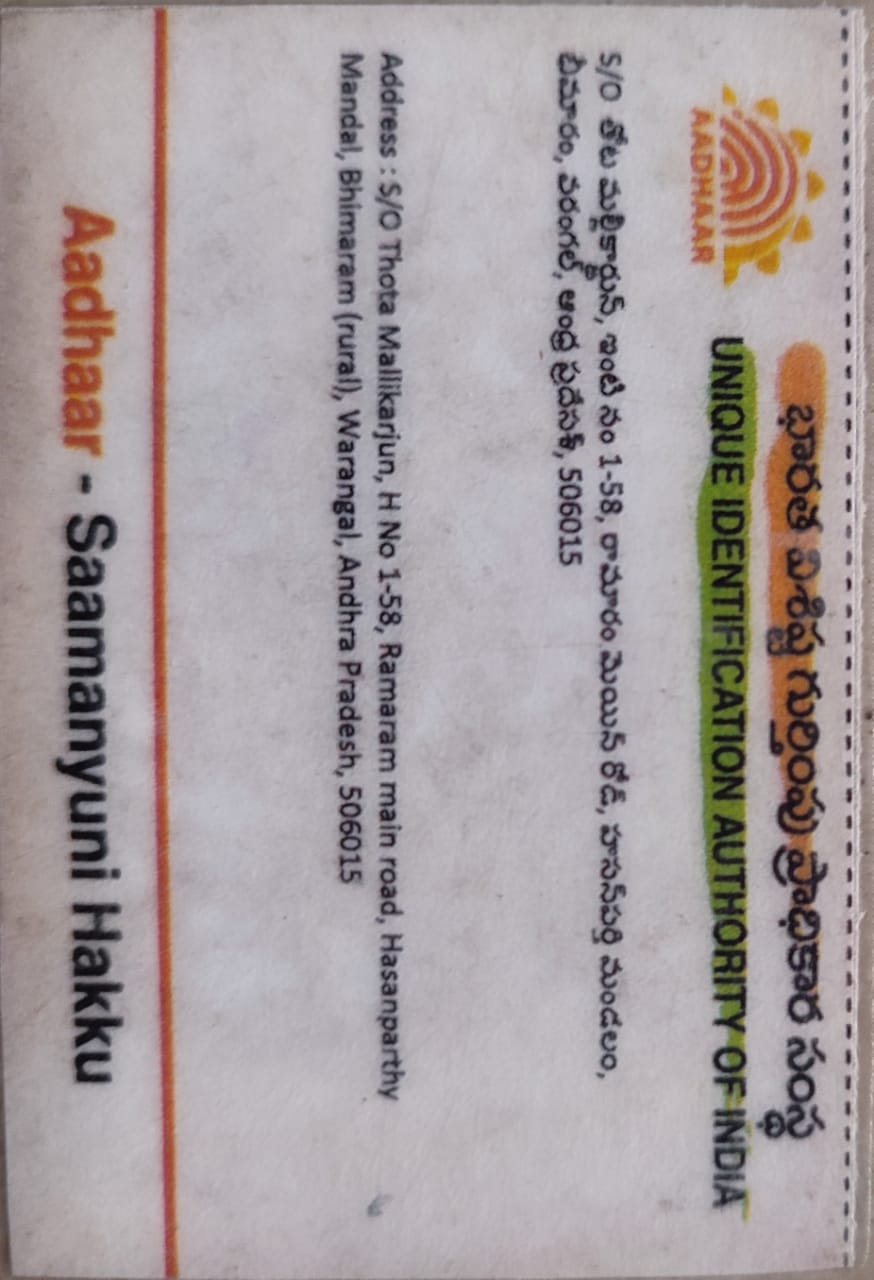 భారత విశిష్ట గుర్తింపు ప్రాధికార సంస్థ
UNIQUE IDENTIFICATION AUTHORITY OF INDIA
AADHAAR
S/O తోట మల్లికార్జున్, ఇంటి నం 1-58, రామారం మెయిన్ రోడ్, హసన్‌పర్తి మండలం,
భిమారం, వరంగల్, ఆంధ్ర ప్రదేశ్, 506015
Address : S/O Thota Mallikarjun, H No 1-58, Ramaram main road, Hasanparthy
Mandal, Bhimaram (rural), Warangal, Andhra Pradesh, 506015
Aadhaar - Saamanyuni Hakku